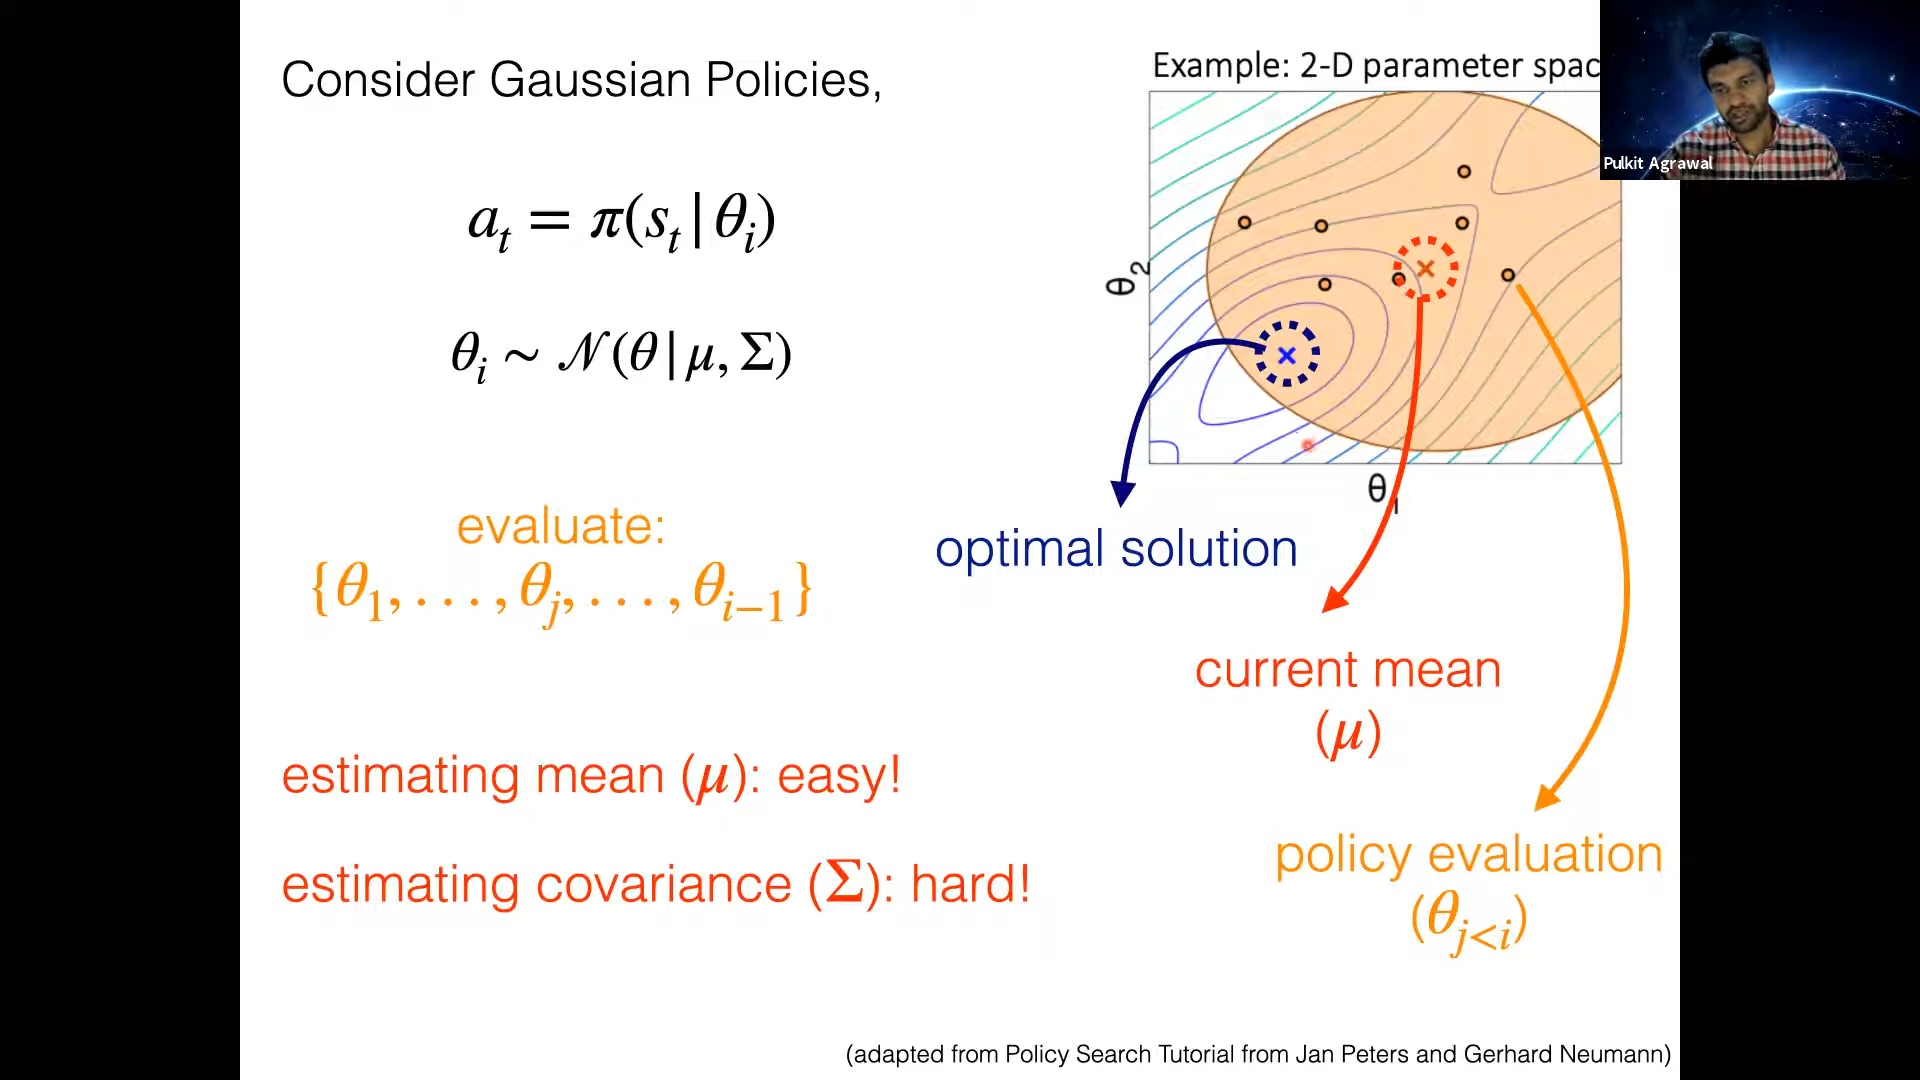 Consider Gaussian Policies,
a_t = π(s_t | θ_i)
θ_i ~ 𝒩(θ | μ, Σ)
evaluate:
{θ_1, . . . , θ_j, . . . , θ_{i−1}}
estimating mean (μ): easy!
estimating covariance (Σ): hard!
Example: 2-D parameter spac
θ_2
θ_1
optimal solution
current mean
(μ)
policy evaluation
(θ_{j<i})
(adapted from Policy Search Tutorial from Jan Peters and Gerhard Neumann)
Pulkit Agrawal